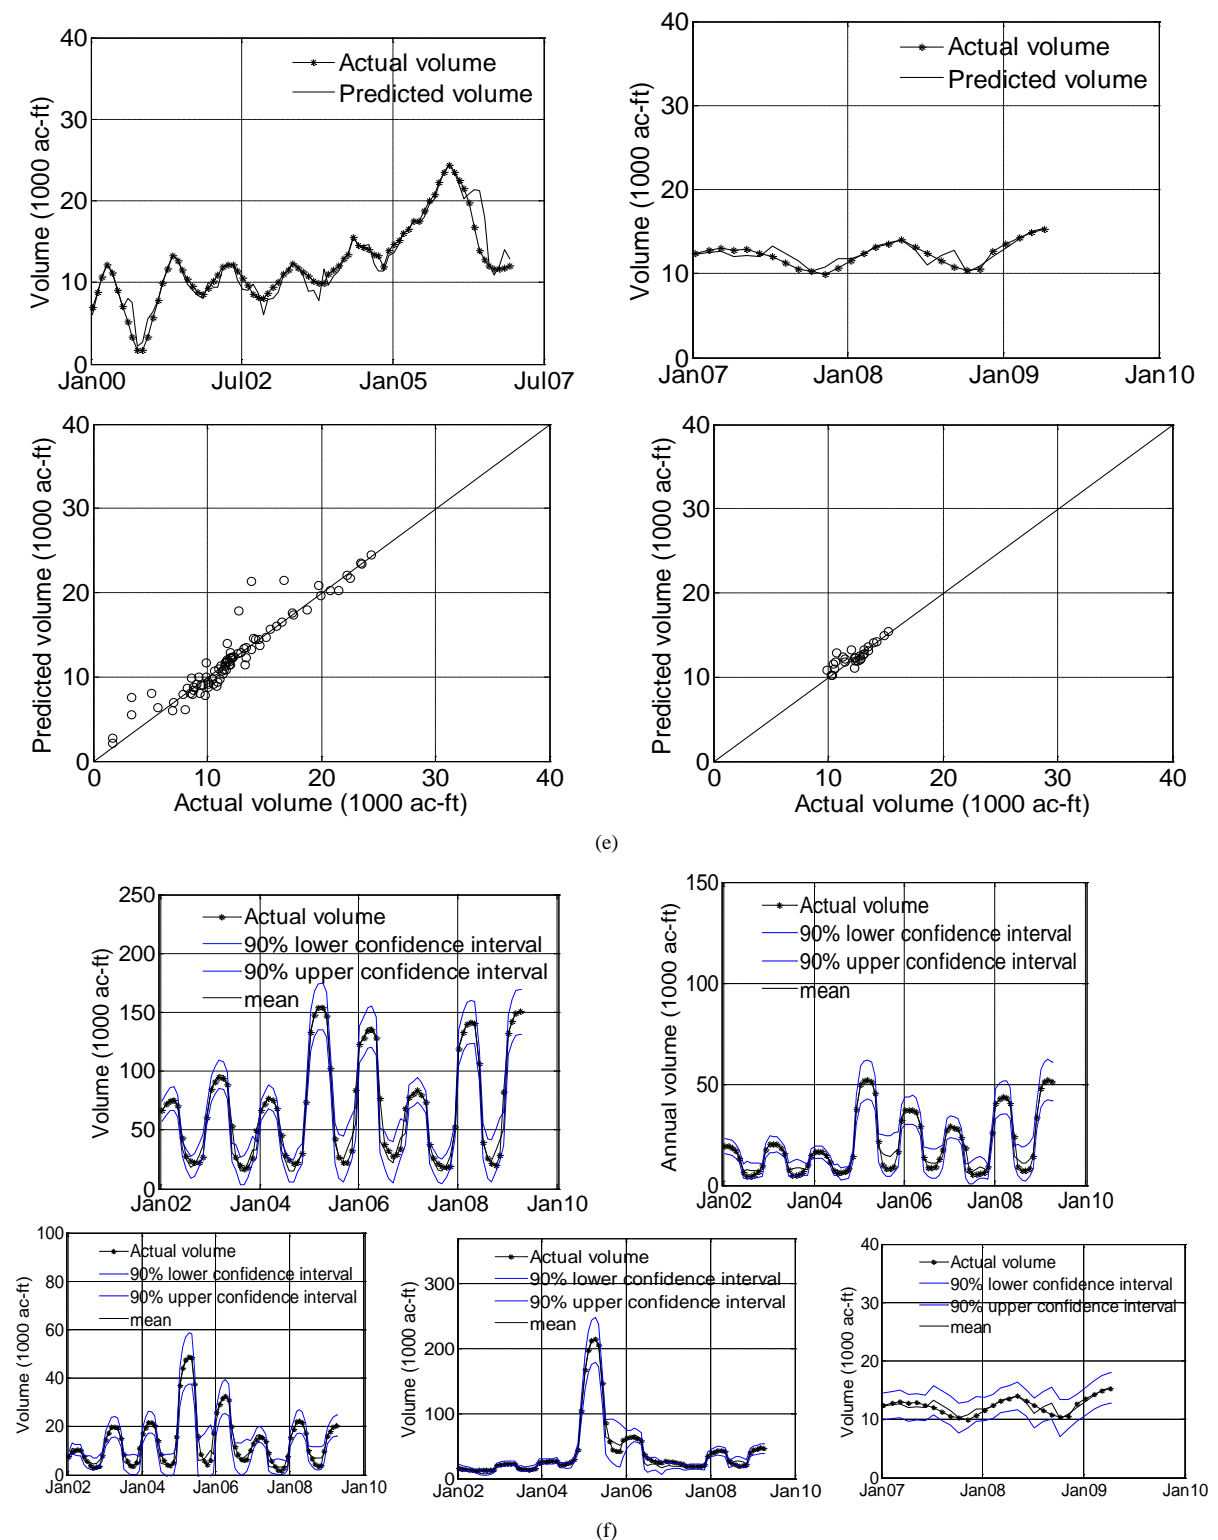 40
30
20
10
0
Volume (1000 ac-ft)
Actual volume
Predicted volume
Jan00 Jul02 Jan05 Jul07
40
30
20
10
0
Volume (1000 ac-ft)
Actual volume
Predicted volume
Jan07 Jan08 Jan09 Jan10
40
30
20
10
0
Predicted volume (1000 ac-ft)
0 10 20 30 40
Actual volume (1000 ac-ft)
40
30
20
10
0
Predicted volume (1000 ac-ft)
0 10 20 30 40
Actual volume (1000 ac-ft)
(e)
250
200
150
100
50
0
Volume (1000 ac-ft)
Actual volume
90% lower confidence interval
90% upper confidence interval
mean
Jan02 Jan04 Jan06 Jan08 Jan10
150
100
50
0
Annual volume (1000 ac-ft)
Actual volume
90% lower confidence interval
90% upper confidence interval
mean
Jan02 Jan04 Jan06 Jan08 Jan10
100
80
60
40
20
0
Volume (1000 ac-ft)
Actual volume
90% lower confidence interval
90% upper confidence interval
mean
Jan02 Jan04 Jan06 Jan08 Jan10
300
200
100
0
Volume (1000 ac-ft)
Actual volume
90% lower confidence interval
90% upper confidence interval
mean
Jan02 Jan04 Jan06 Jan08 Jan10
40
30
20
10
0
Volume (1000 ac-ft)
Actual volume
90% lower confidence interval
90% upper confidence interval
mean
Jan07 Jan08 Jan09 Jan10
(f)